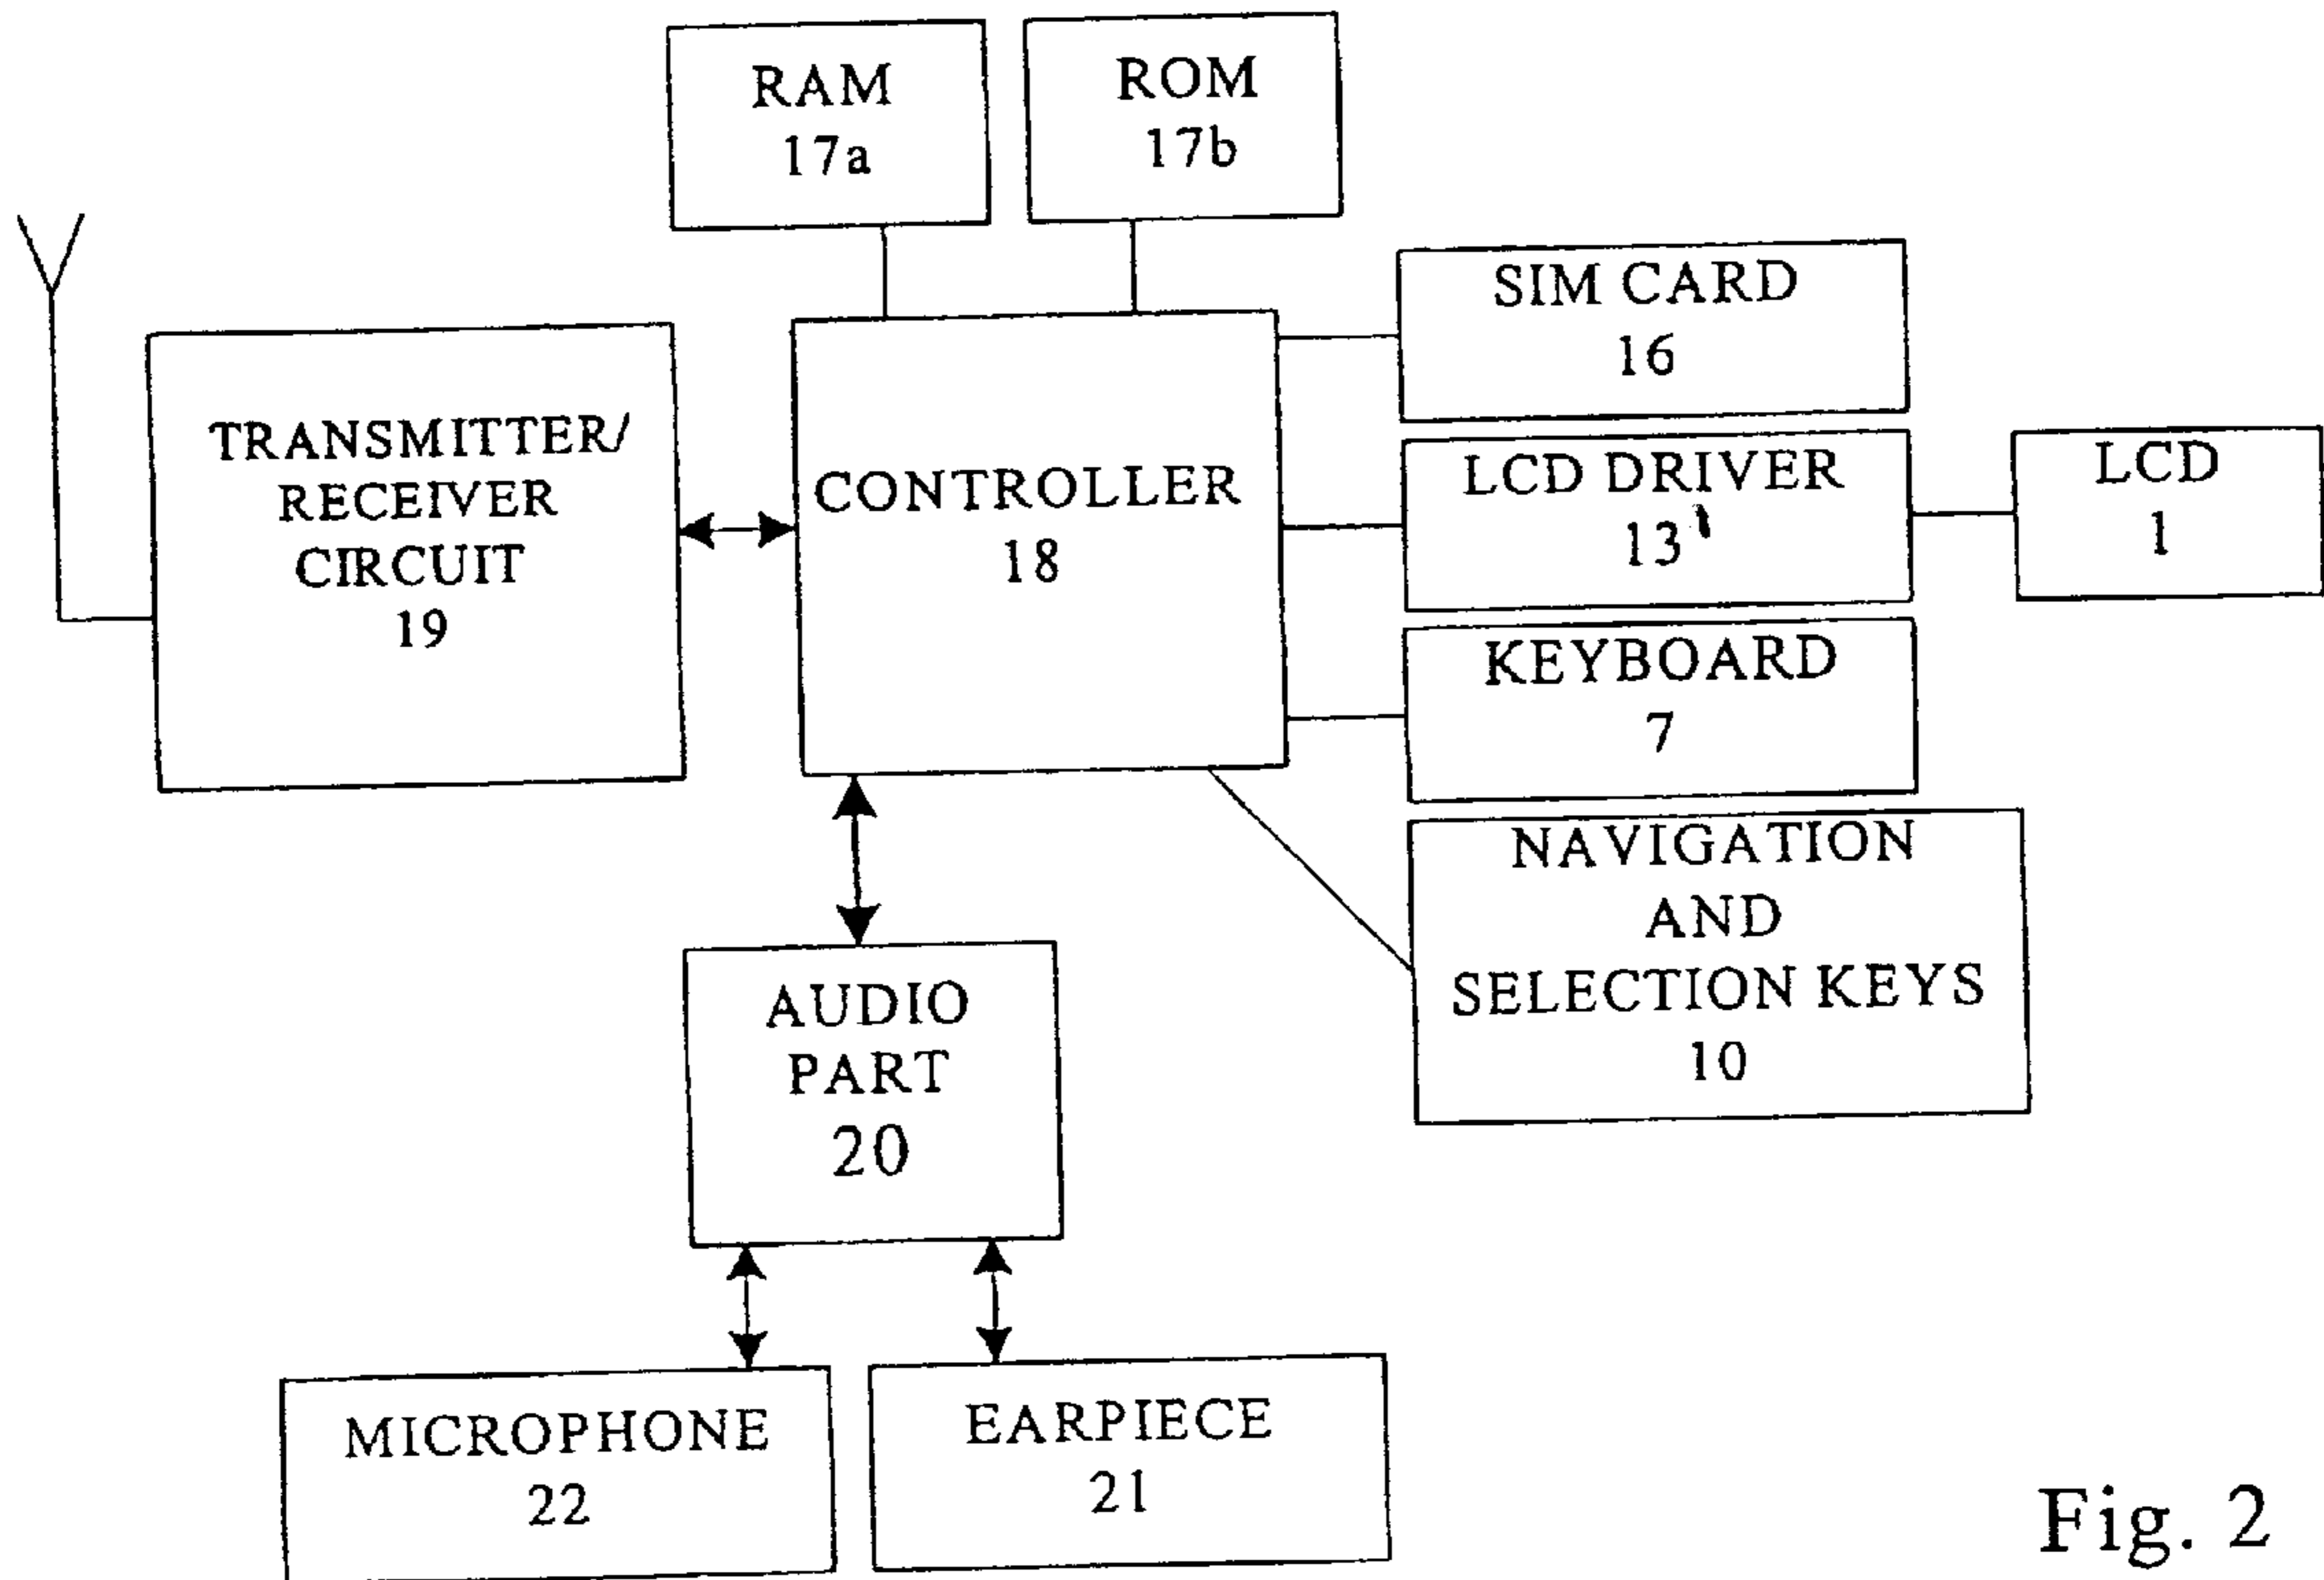 RAM
17a
ROM
17b
SIM CARD
16
TRANSMITTER/
RECEIVER
CIRCUIT
19
CONTROLLER
18
LCD DRIVER
13
LCD
1
KEYBOARD
7
NAVIGATION
AND
SELECTION KEYS
10
AUDIO
PART
20
MICROPHONE
22
EARPIECE
21
Fig. 2